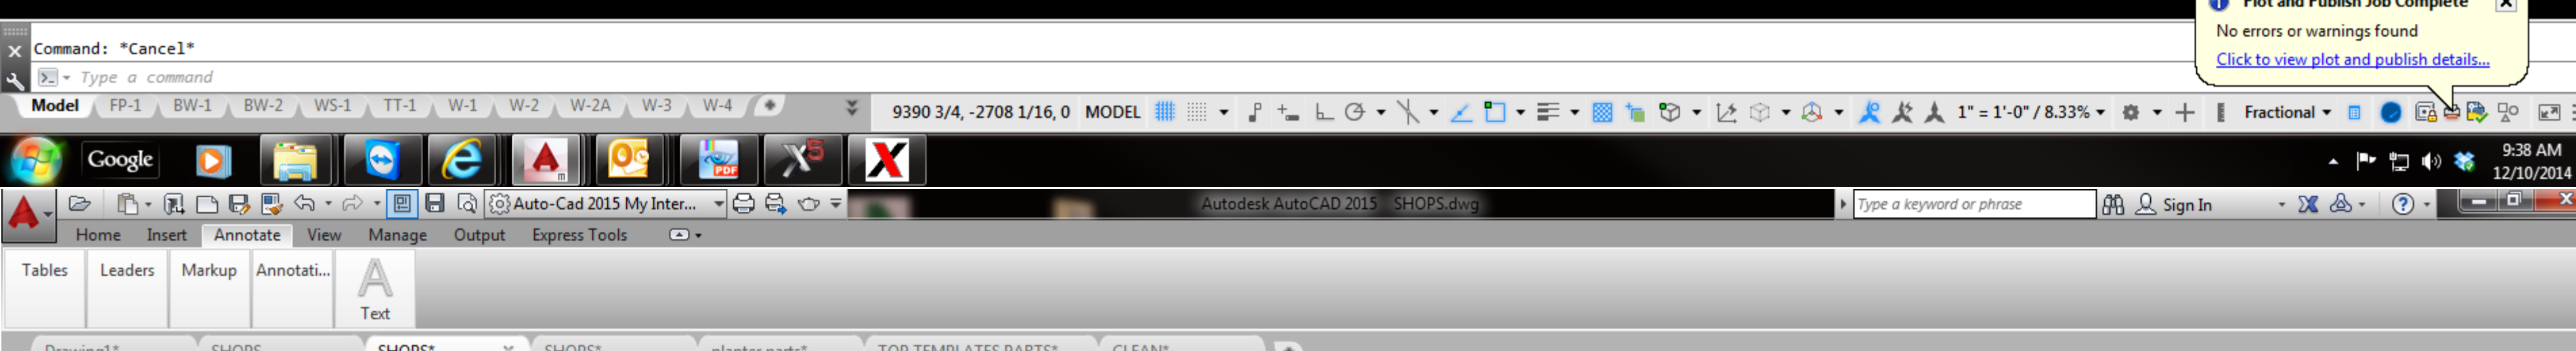 Plot and Publish Job Complete
No errors or warnings found
Click to view plot and publish details...
Command: *Cancel*
Type a command
Model FP-1 BW-1 BW-2 WS-1 TT-1 W-1 W-2 W-2A W-3 W-4
9390 3/4, -2708 1/16, 0 MODEL 1" = 1'-0" / 8.33% Fractional
Google
9:38 AM
12/10/2014
Auto-Cad 2015 My Inter... Autodesk AutoCAD 2015 SHOPS.dwg Type a keyword or phrase Sign In
Home Insert Annotate View Manage Output Express Tools
Tables Leaders Markup Annotati...
Text
Drawing1* SHOPS SHOPS* SHOPS* planter parts* TOP TEMPLATES PARTS* CLEAN*